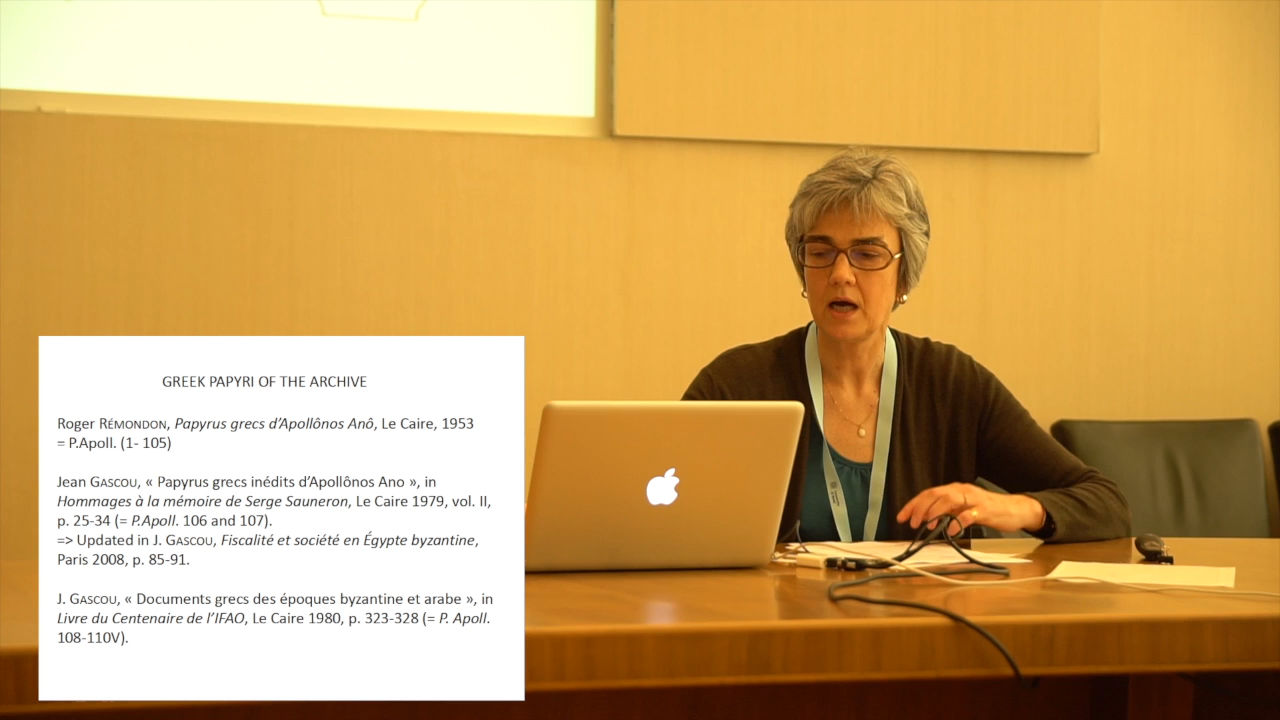 GREEK PAPYRI OF THE ARCHIVE
Roger RÉMONDON, Papyrus grecs d'Apollônos Anô, Le Caire, 1953
= P.Apoll. (1- 105)
Jean GASCOU, « Papyrus grecs inédits d'Apollônos Ano », in
Hommages à la mémoire de Serge Sauneron, Le Caire 1979, vol. II,
p. 25-34 (= P.Apoll. 106 and 107).
=> Updated in J. GASCOU, Fiscalité et société en Égypte byzantine,
Paris 2008, p. 85-91.
J. GASCOU, « Documents grecs des époques byzantine et arabe », in
Livre du Centenaire de l'IFAO, Le Caire 1980, p. 323-328 (= P. Apoll.
108-110V).